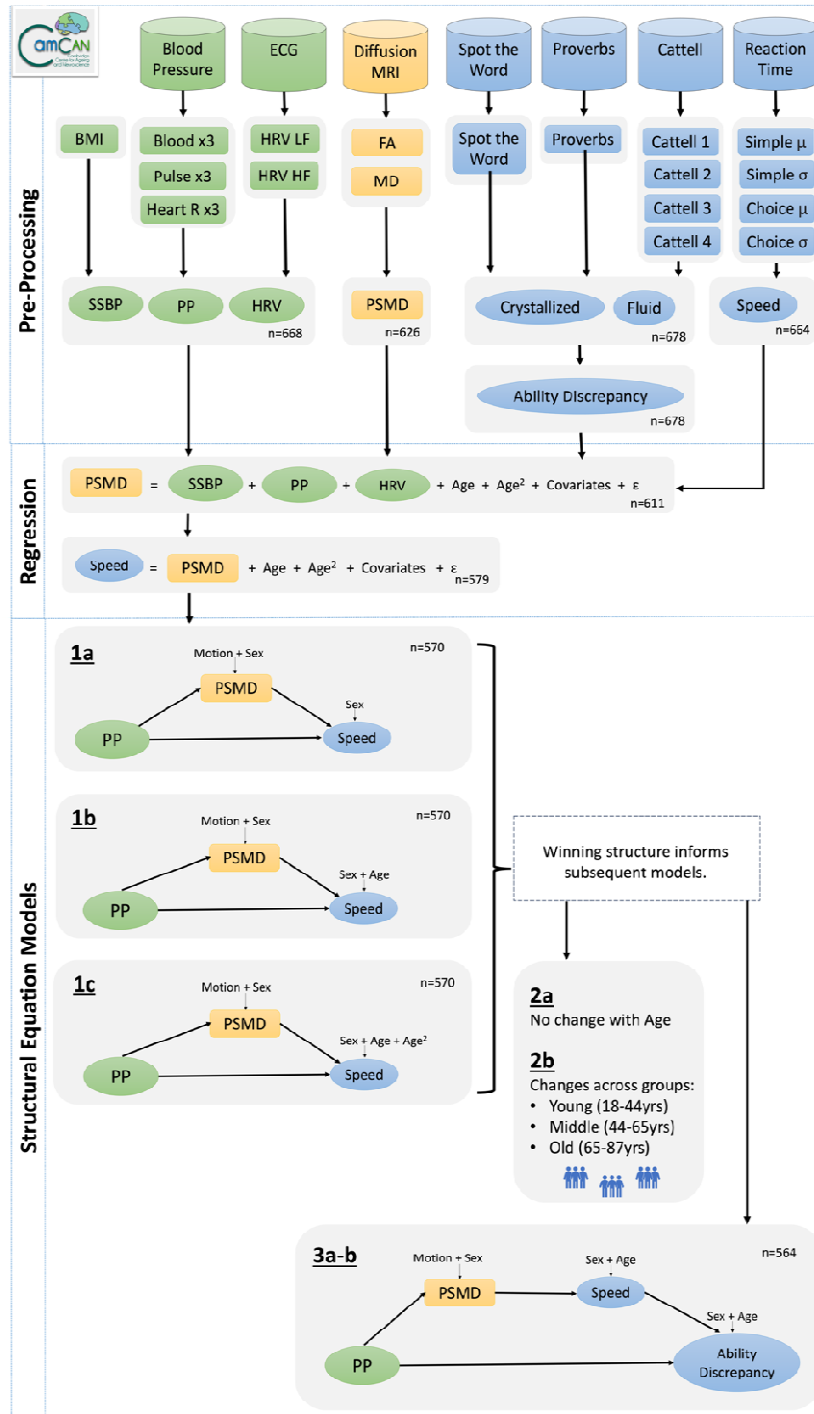 CamCAN
Blood
Pressure
ECG
Diffusion
MRI
Spot the
Word
Proverbs
Cattell
Reaction
Time
Pre-Processing
BMI
Blood x3
Pulse x3
Heart R x3
HRV LF
HRV HF
FA
MD
Spot the
Word
Proverbs
Cattell 1
Cattell 2
Cattell 3
Cattell 4
Simple μ
Simple σ
Choice μ
Choice σ
SSBP
PP
HRV
n=668
PSMD
n=626
Crystallized
Fluid
n=678
Speed
n=664
Ability Discrepancy
n=678
Regression
PSMD = SSBP + PP + HRV + Age + Age² + Covariates + ε
n=611
Speed = PSMD + Age + Age² + Covariates + ε
n=579
Structural Equation Models
1a
n=570
Motion + Sex
PSMD
Sex
PP
Speed
1b
n=570
Motion + Sex
PSMD
Sex + Age
PP
Speed
1c
n=570
Motion + Sex
PSMD
Sex + Age + Age²
PP
Speed
Winning structure informs
subsequent models.
2a
No change with Age
2b
Changes across groups:
• Young (18-44yrs)
• Middle (44-65yrs)
• Old (65-87yrs)
3a-b
n=564
Motion + Sex
PSMD
Sex + Age
Speed
Sex + Age
PP
Ability
Discrepancy